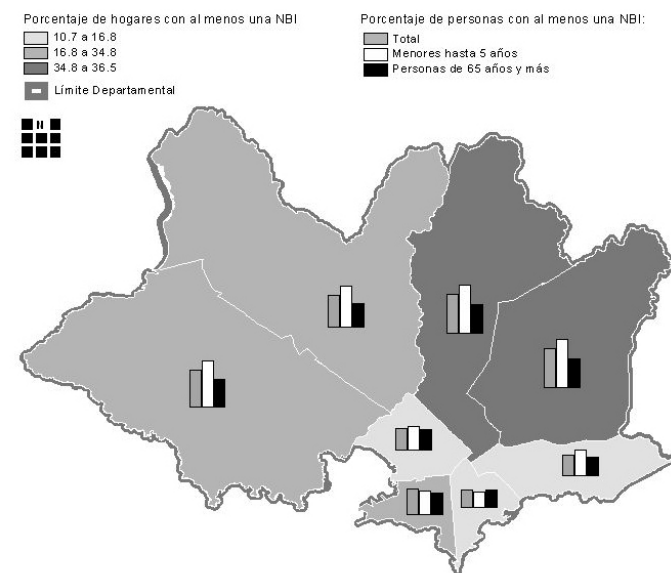 Porcentaje de hogares con al menos una NBI
10.7 a 16.8
16.8 a 34.8
34.8 a 36.5
Límite Departamental
N
Porcentaje de personas con al menos una NBI:
Total
Menores hasta 5 años
Personas de 65 años y más